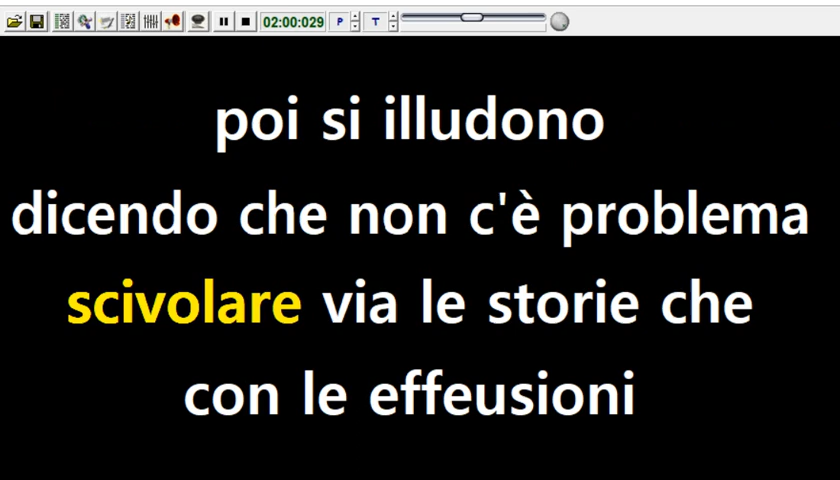 02:00:029 P T
poi si illudono
dicendo che non c'è problema
scivolare via le storie che
con le effeusioni